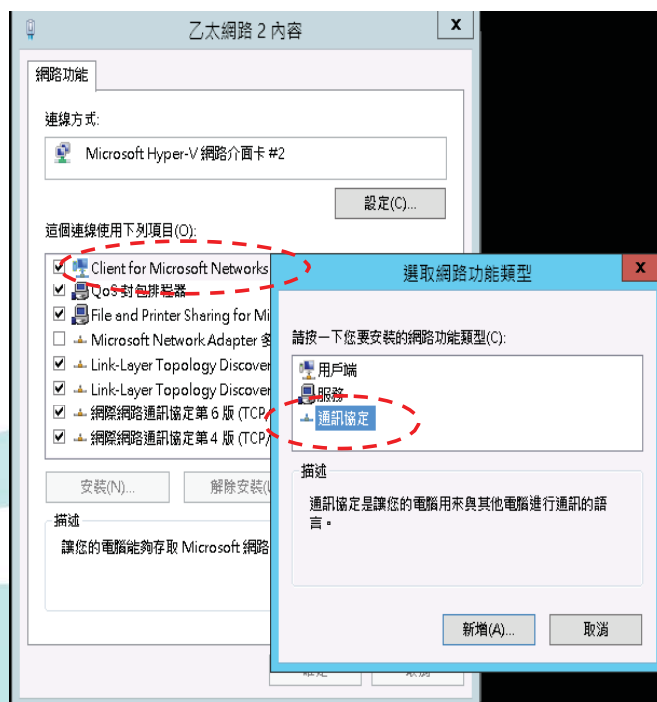 乙太網路 2 內容
x
網路功能
連線方式:
Microsoft Hyper-V 網路介面卡 #2
設定(C)...
這個連線使用下列項目(O):
Client for Microsoft Networks
QoS 封包排程器
File and Printer Sharing for Mi
Microsoft Network Adapter 多
Link-Layer Topology Discover
Link-Layer Topology Discover
網際網路通訊協定第 6 版 (TCP/
網際網路通訊協定第 4 版 (TCP/
安裝(N)...
解除安裝(
描述
讓您的電腦能夠存取 Microsoft 網路
選取網路功能類型
x
請按一下您要安裝的網路功能類型(C):
用戶端
服務
通訊協定
描述
通訊協定是讓您的電腦用來與其他電腦進行通訊的語
言。
新增(A)...
取消